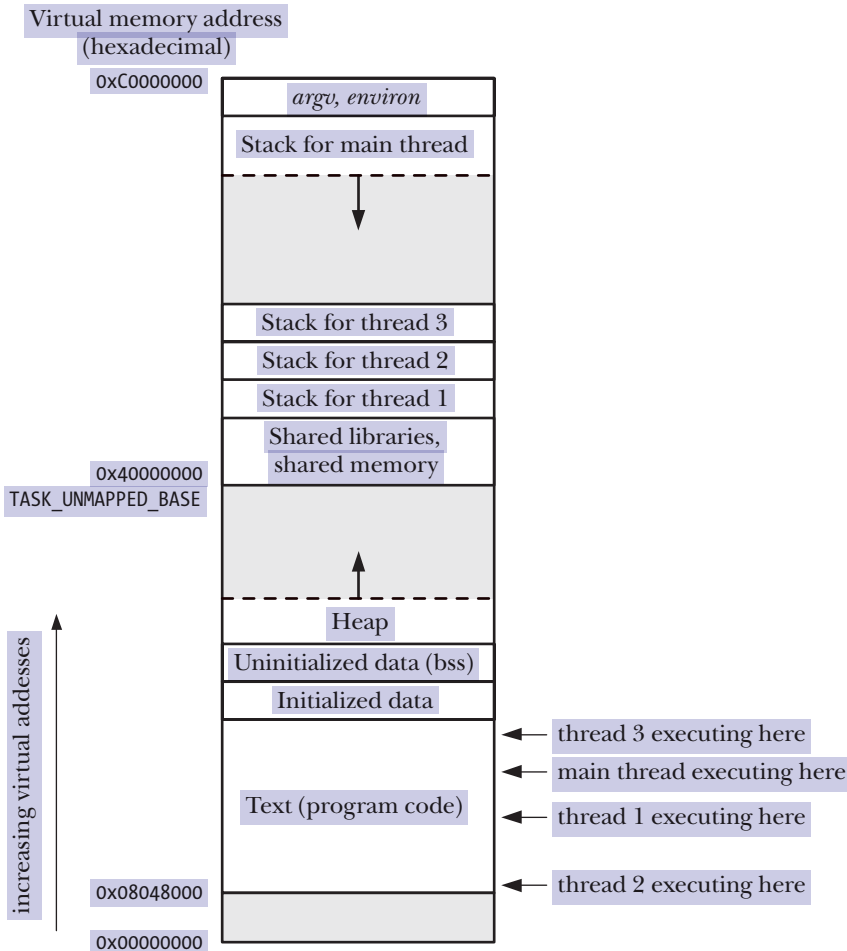 Virtual memory address
(hexadecimal)
0xC0000000
argv, environ
Stack for main thread
Stack for thread 3
Stack for thread 2
Stack for thread 1
Shared libraries,
shared memory
0x40000000
TASK_UNMAPPED_BASE
Heap
Uninitialized data (bss)
Initialized data
increasing virtual addesses
thread 3 executing here
main thread executing here
Text (program code)
thread 1 executing here
thread 2 executing here
0x08048000
0x00000000